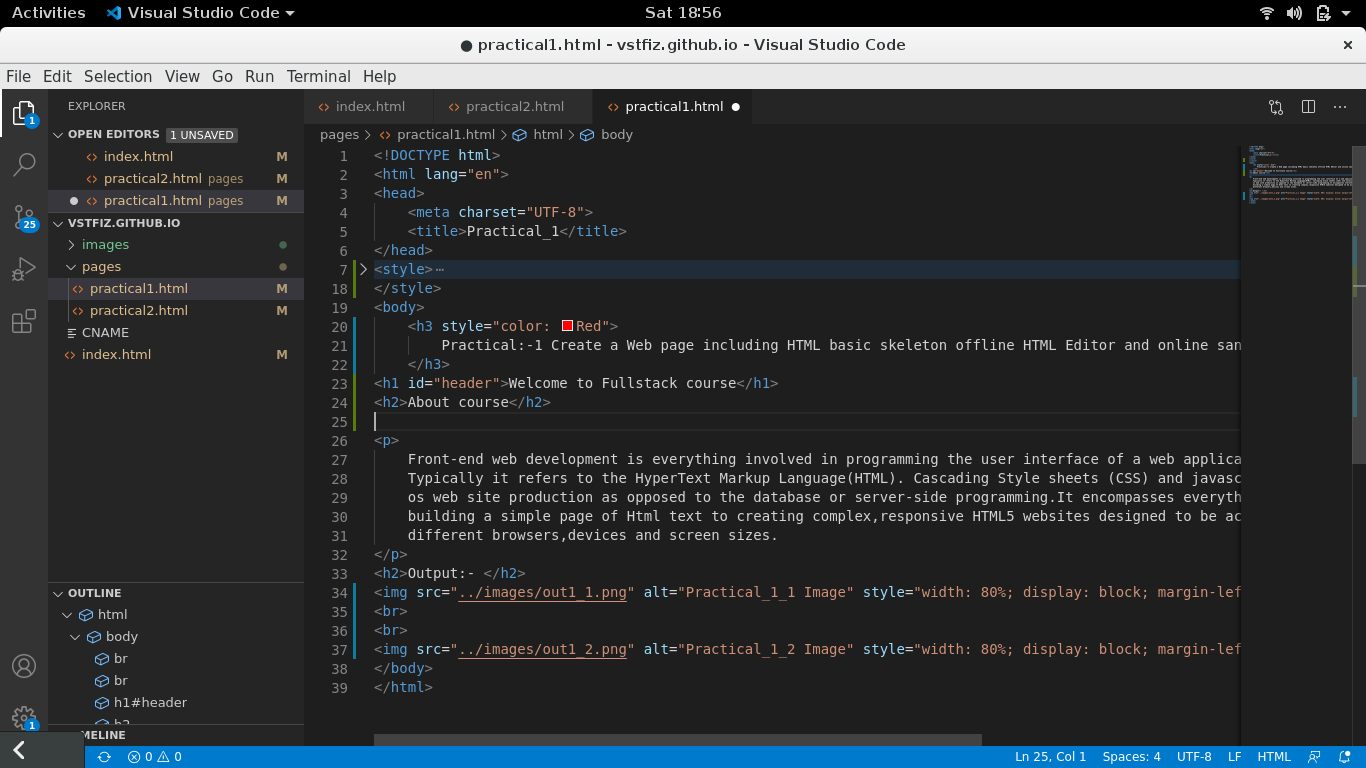 Activities Visual Studio Code Sat 18:56
● practical1.html - vstfiz.github.io - Visual Studio Code ×
File Edit Selection View Go Run Terminal Help
EXPLORER
OPEN EDITORS 1 UNSAVED
index.html M
practical2.html pages M
practical1.html pages M
VSTFIZ.GITHUB.IO
images
pages
practical1.html M
practical2.html M
CNAME
index.html M
OUTLINE
html
body
br
br
h1#header
h2
MELINE
1
25
1
index.html practical2.html practical1.html ●
pages > practical1.html > html > body
1 <!DOCTYPE html>
2 <html lang="en">
3 <head>
4 <meta charset="UTF-8">
5 <title>Practical_1</title>
6 </head>
7 <style>⋯
18 </style>
19 <body>
20 <h3 style="color: Red">
21 Practical:-1 Create a Web page including HTML basic skeleton offline HTML Editor and online san
22 </h3>
23 <h1 id="header">Welcome to Fullstack course</h1>
24 <h2>About course</h2>
25
26 <p>
27 Front-end web development is everything involved in programming the user interface of a web applica
28 Typically it refers to the HyperText Markup Language(HTML). Cascading Style sheets (CSS) and javasc
29 os web site production as opposed to the database or server-side programming.It encompasses everyth
30 building a simple page of Html text to creating complex,responsive HTML5 websites designed to be ac
31 different browsers,devices and screen sizes.
32 </p>
33 <h2>Output:- </h2>
34 <img src="../images/out1_1.png" alt="Practical_1_1 Image" style="width: 80%; display: block; margin-lef
35 <br>
36 <br>
37 <img src="../images/out1_2.png" alt="Practical_1_2 Image" style="width: 80%; display: block; margin-lef
38 </body>
39 </html>
0 0 Ln 25, Col 1 Spaces: 4 UTF-8 LF HTML